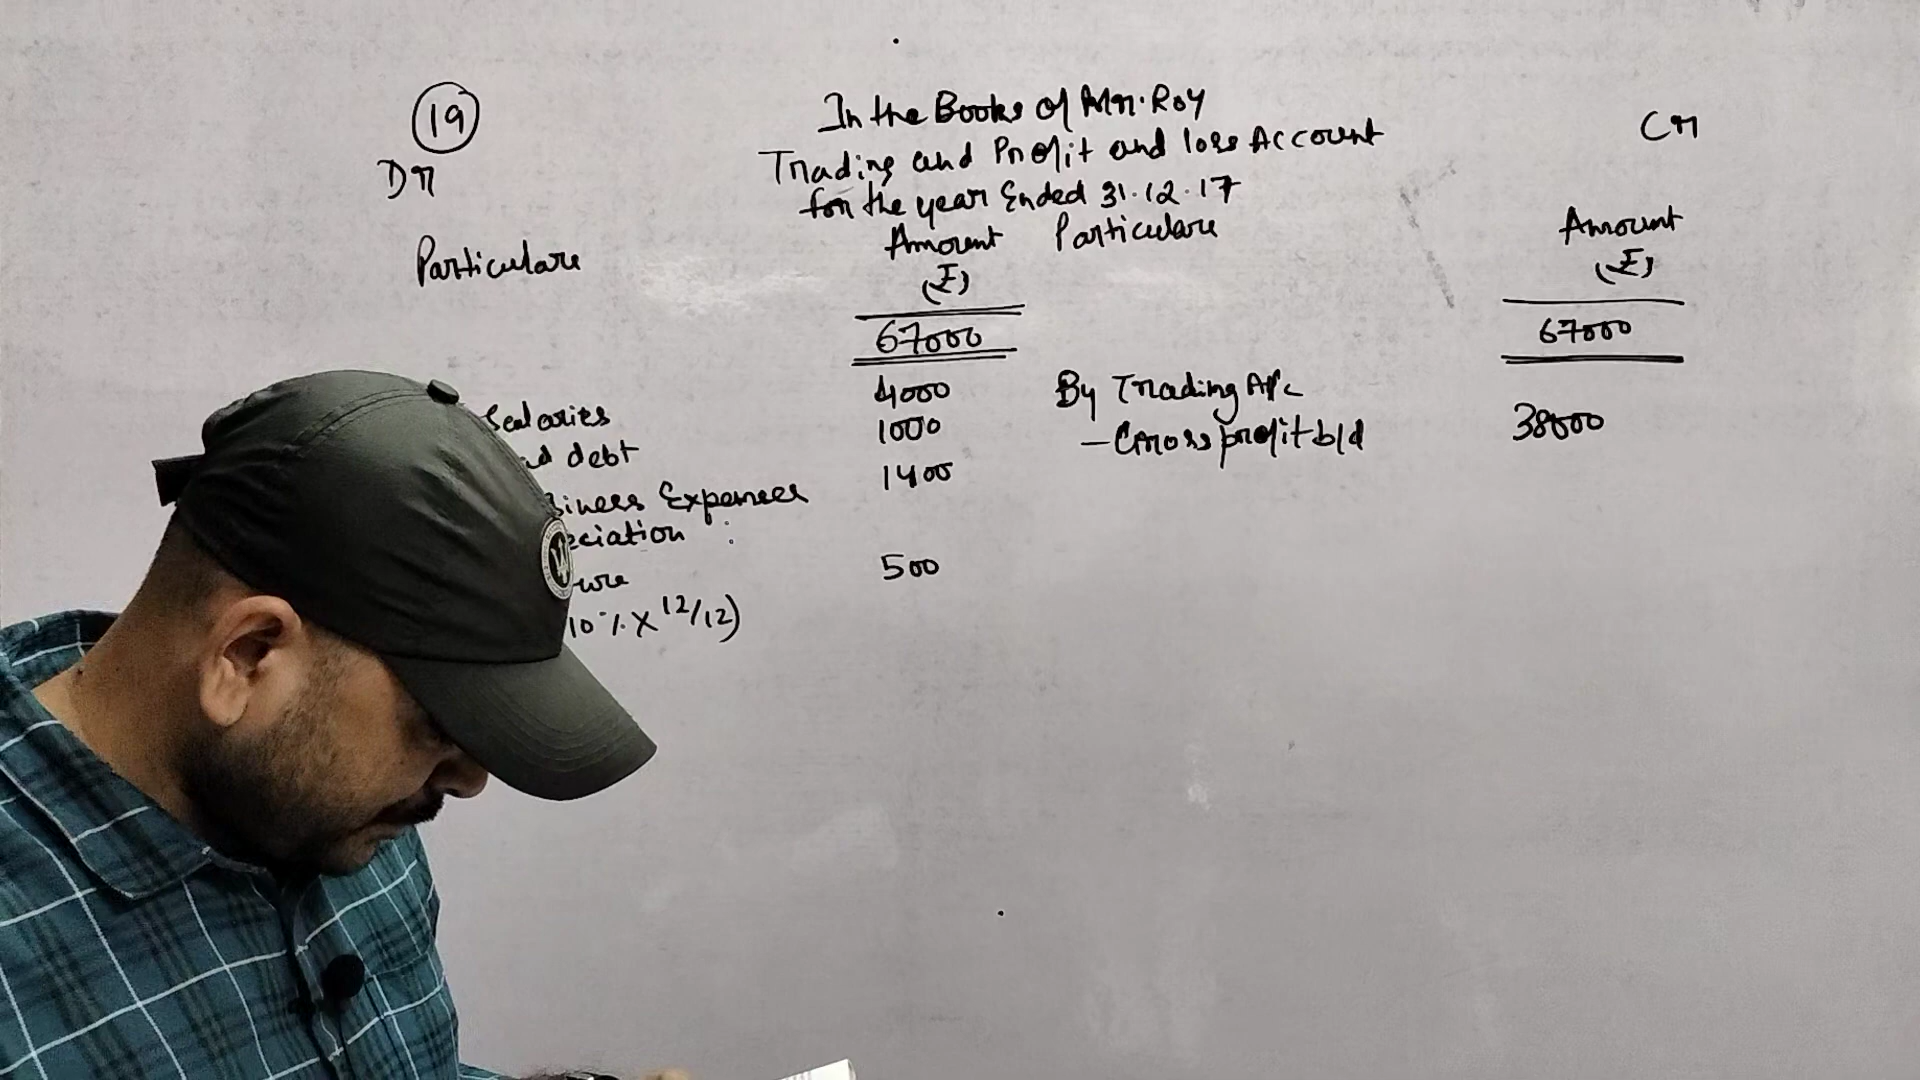 19
In the Books of Mr. Roy
Cr
Dr
Trading and Profit and loss Account
for the year Ended 31.12.17
Particulars
Amount
(₹)
Particulars
Amount
(₹)
67000
67000
Salaries
4000
By Trading A/c
debt
1000
- Gross profit b/d
38000
Expenses
1400
500
10% X 12/12)